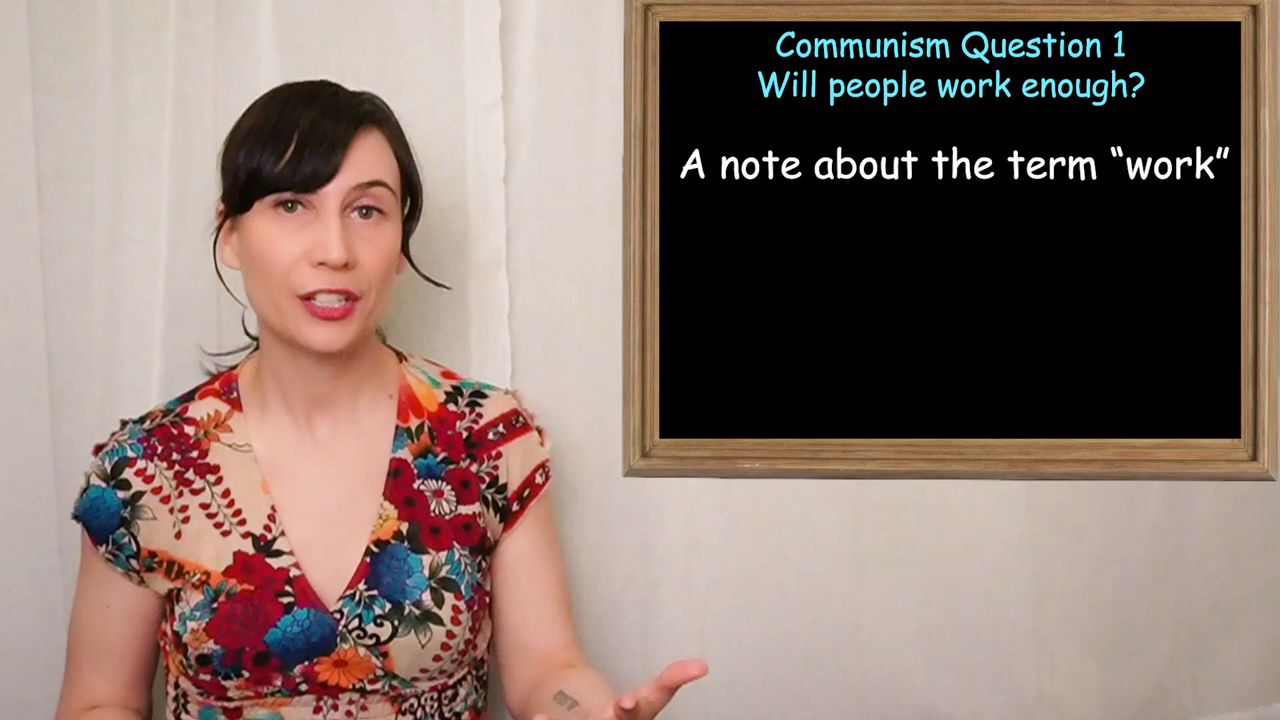 Communism Question 1
Will people work enough?
A note about the term “work”